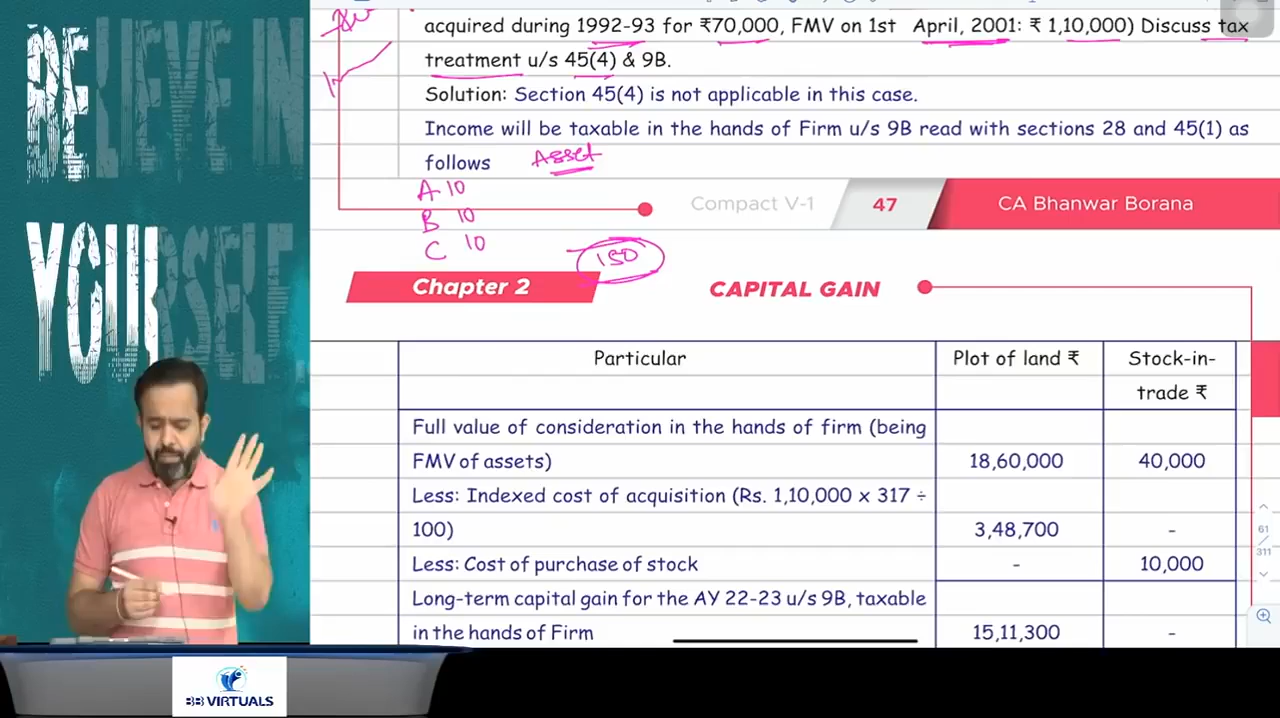 BELIEVE IN
YOURSELF
acquired during 1992-93 for ₹70,000, FMV on 1st April, 2001: ₹ 1,10,000) Discuss tax
treatment u/s 45(4) & 9B.
Solution: Section 45(4) is not applicable in this case.
Income will be taxable in the hands of Firm u/s 9B read with sections 28 and 45(1) as
follows Asset
A 10
B 10
C 10
150
Compact V-1 47 CA Bhanwar Borana
Chapter 2 CAPITAL GAIN
Particular Plot of land ₹ Stock-in-
trade ₹
Full value of consideration in the hands of firm (being
FMV of assets) 18,60,000 40,000
Less: Indexed cost of acquisition (Rs. 1,10,000 x 317 ÷
100) 3,48,700 -
Less: Cost of purchase of stock - 10,000
Long-term capital gain for the AY 22-23 u/s 9B, taxable
in the hands of Firm 15,11,300 -
61
311
BB VIRTUALS